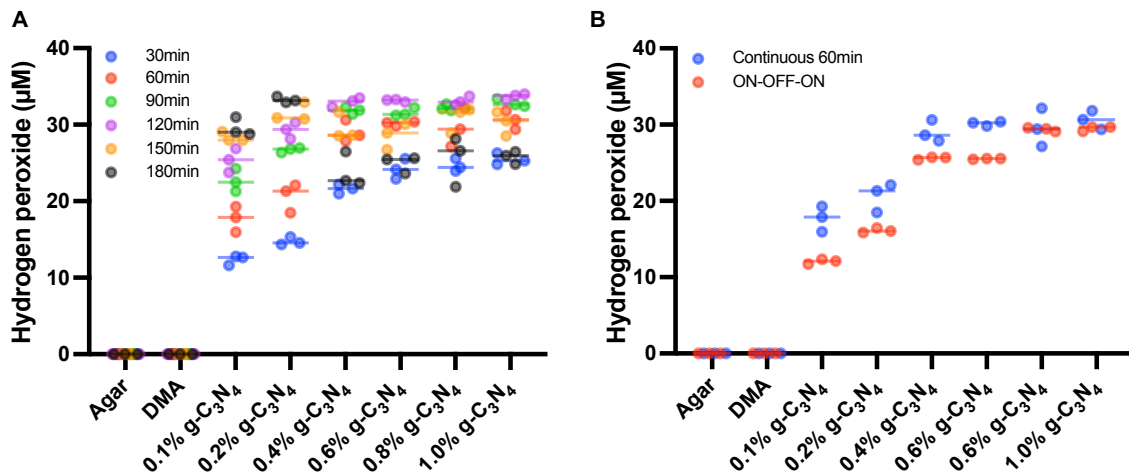 A
Hydrogen peroxide (µM)
40
30
20
10
0
30min
60min
90min
120min
150min
180min
Agar
DMA
0.1% g-C₃N₄
0.2% g-C₃N₄
0.4% g-C₃N₄
0.6% g-C₃N₄
0.8% g-C₃N₄
1.0% g-C₃N₄
B
Hydrogen peroxide (µM)
40
30
20
10
0
Continuous 60min
ON-OFF-ON
Agar
DMA
0.1% g-C₃N₄
0.2% g-C₃N₄
0.4% g-C₃N₄
0.6% g-C₃N₄
0.6% g-C₃N₄
1.0% g-C₃N₄